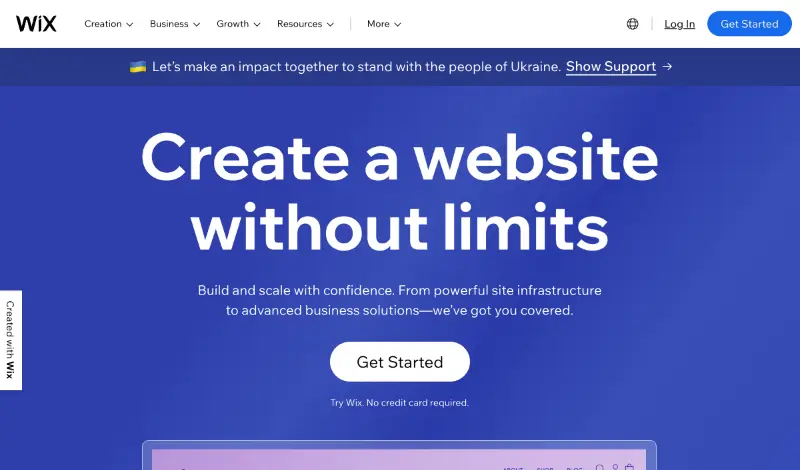 WiX
Creation
Business
Growth
Resources
More
Log In
Get Started
Let's make an impact together to stand with the people of Ukraine. Show Support →
Create a website
without limits
Build and scale with confidence. From powerful site infrastructure
to advanced business solutions—we've got you covered.
Get Started
Try Wix. No credit card required.
Created with Wix
ABOUT
SHOP
BLOG